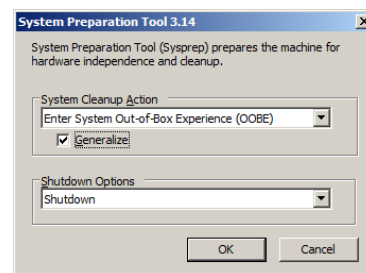 System Preparation Tool 3.14
System Preparation Tool (Sysprep) prepares the machine for
hardware independence and cleanup.
System Cleanup Action
Enter System Out-of-Box Experience (OOBE)
Generalize
Shutdown Options
Shutdown
OK Cancel